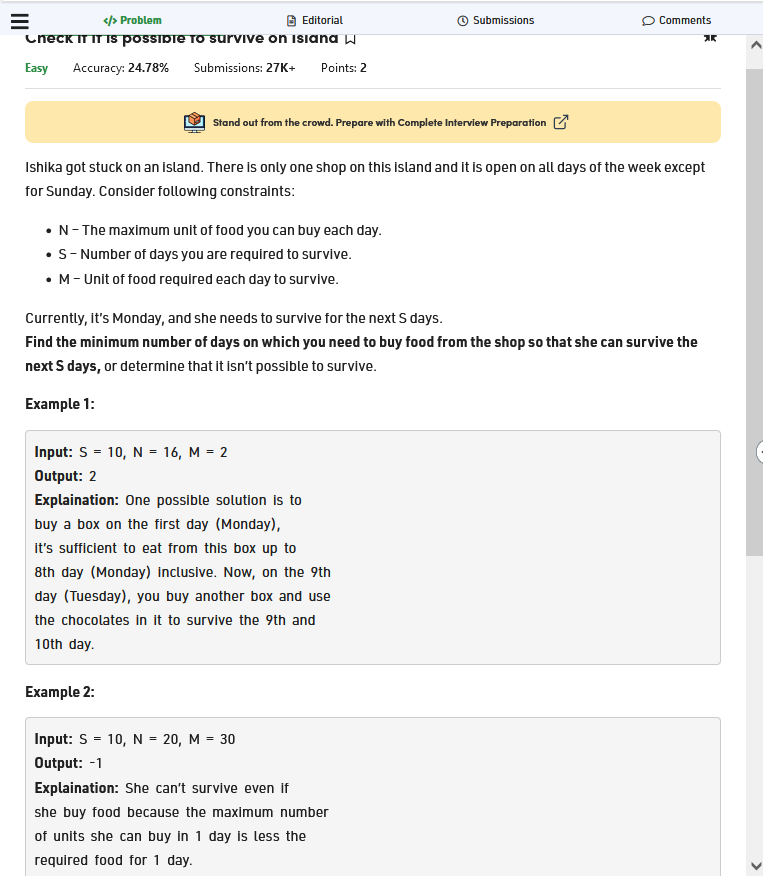 Problem Editorial Submissions Comments
Check if it is possible to survive on Island
Easy Accuracy: 24.78% Submissions: 27K+ Points: 2
Stand out from the crowd. Prepare with Complete Interview Preparation
Ishika got stuck on an island. There is only one shop on this island and it is open on all days of the week except
for Sunday. Consider following constraints:
• N – The maximum unit of food you can buy each day.
• S – Number of days you are required to survive.
• M – Unit of food required each day to survive.
Currently, it's Monday, and she needs to survive for the next S days.
Find the minimum number of days on which you need to buy food from the shop so that she can survive the
next S days, or determine that it isn't possible to survive.
Example 1:
Input: S = 10, N = 16, M = 2
Output: 2
Explaination: One possible solution is to
buy a box on the first day (Monday),
it's sufficient to eat from this box up to
8th day (Monday) inclusive. Now, on the 9th
day (Tuesday), you buy another box and use
the chocolates in it to survive the 9th and
10th day.
Example 2:
Input: S = 10, N = 20, M = 30
Output: -1
Explaination: She can't survive even if
she buy food because the maximum number
of units she can buy in 1 day is less the
required food for 1 day.